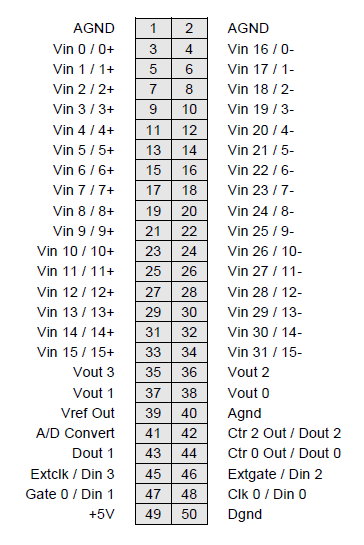 AGND 1 2 AGND
Vin 0 / 0+ 3 4 Vin 16 / 0-
Vin 1 / 1+ 5 6 Vin 17 / 1-
Vin 2 / 2+ 7 8 Vin 18 / 2-
Vin 3 / 3+ 9 10 Vin 19 / 3-
Vin 4 / 4+ 11 12 Vin 20 / 4-
Vin 5 / 5+ 13 14 Vin 21 / 5-
Vin 6 / 6+ 15 16 Vin 22 / 6-
Vin 7 / 7+ 17 18 Vin 23 / 7-
Vin 8 / 8+ 19 20 Vin 24 / 8-
Vin 9 / 9+ 21 22 Vin 25 / 9-
Vin 10 / 10+ 23 24 Vin 26 / 10-
Vin 11 / 11+ 25 26 Vin 27 / 11-
Vin 12 / 12+ 27 28 Vin 28 / 12-
Vin 13 / 13+ 29 30 Vin 29 / 13-
Vin 14 / 14+ 31 32 Vin 30 / 14-
Vin 15 / 15+ 33 34 Vin 31 / 15-
Vout 3 35 36 Vout 2
Vout 1 37 38 Vout 0
Vref Out 39 40 Agnd
A/D Convert 41 42 Ctr 2 Out / Dout 2
Dout 1 43 44 Ctr 0 Out / Dout 0
Extclk / Din 3 45 46 Extgate / Din 2
Gate 0 / Din 1 47 48 Clk 0 / Din 0
+5V 49 50 Dgnd